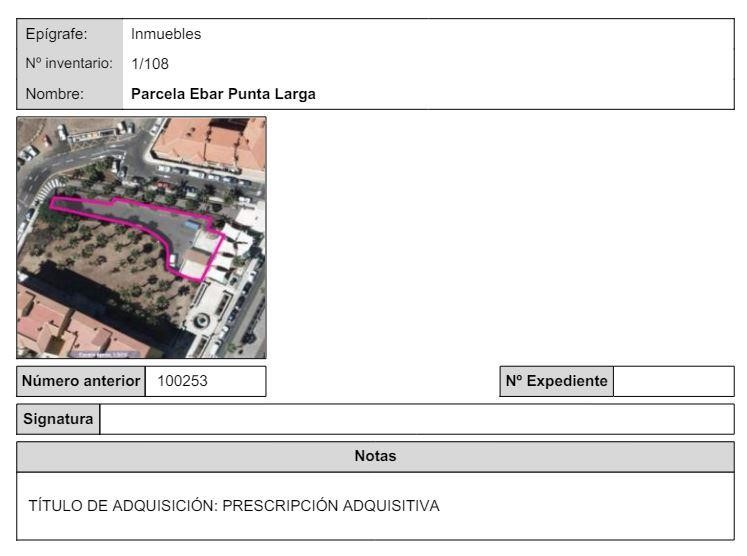 Epígrafe: Inmuebles
Nº inventario: 1/108
Nombre: Parcela Ebar Punta Larga
Número anterior 100253 Nº Expediente
Signatura
Notas
TÍTULO DE ADQUISICIÓN: PRESCRIPCIÓN ADQUISITIVA